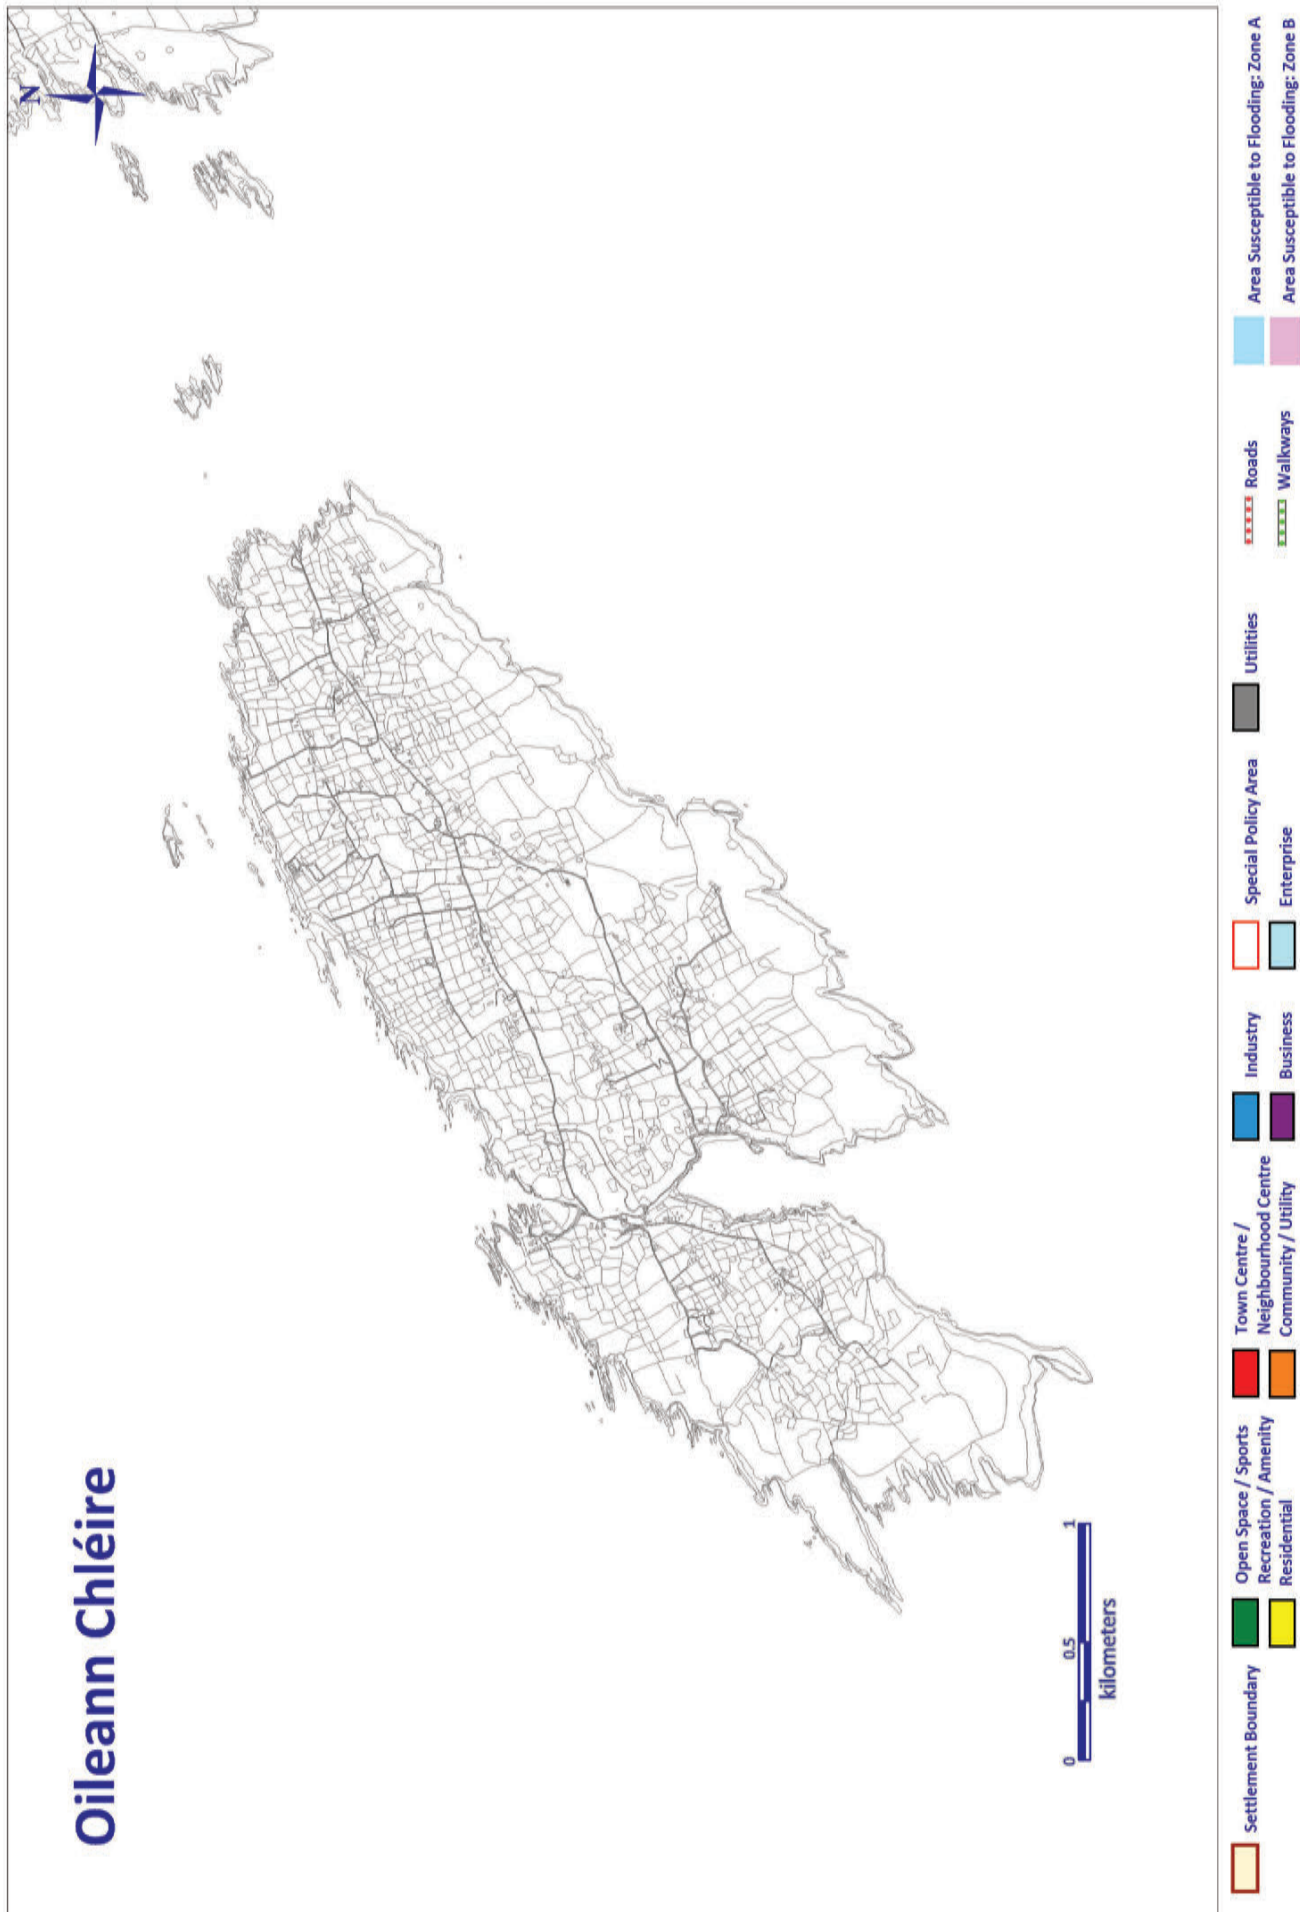 Oileann Chléire
N
0
0.5
1
kilometers
Settlement Boundary
Open Space / Sports
Recreation / Amenity
Residential
Town Centre /
Neighbourhood Centre
Community / Utility
Industry
Business
Special Policy Area
Enterprise
Utilities
Roads
Walkways
Area Susceptible to Flooding: Zone A
Area Susceptible to Flooding: Zone B